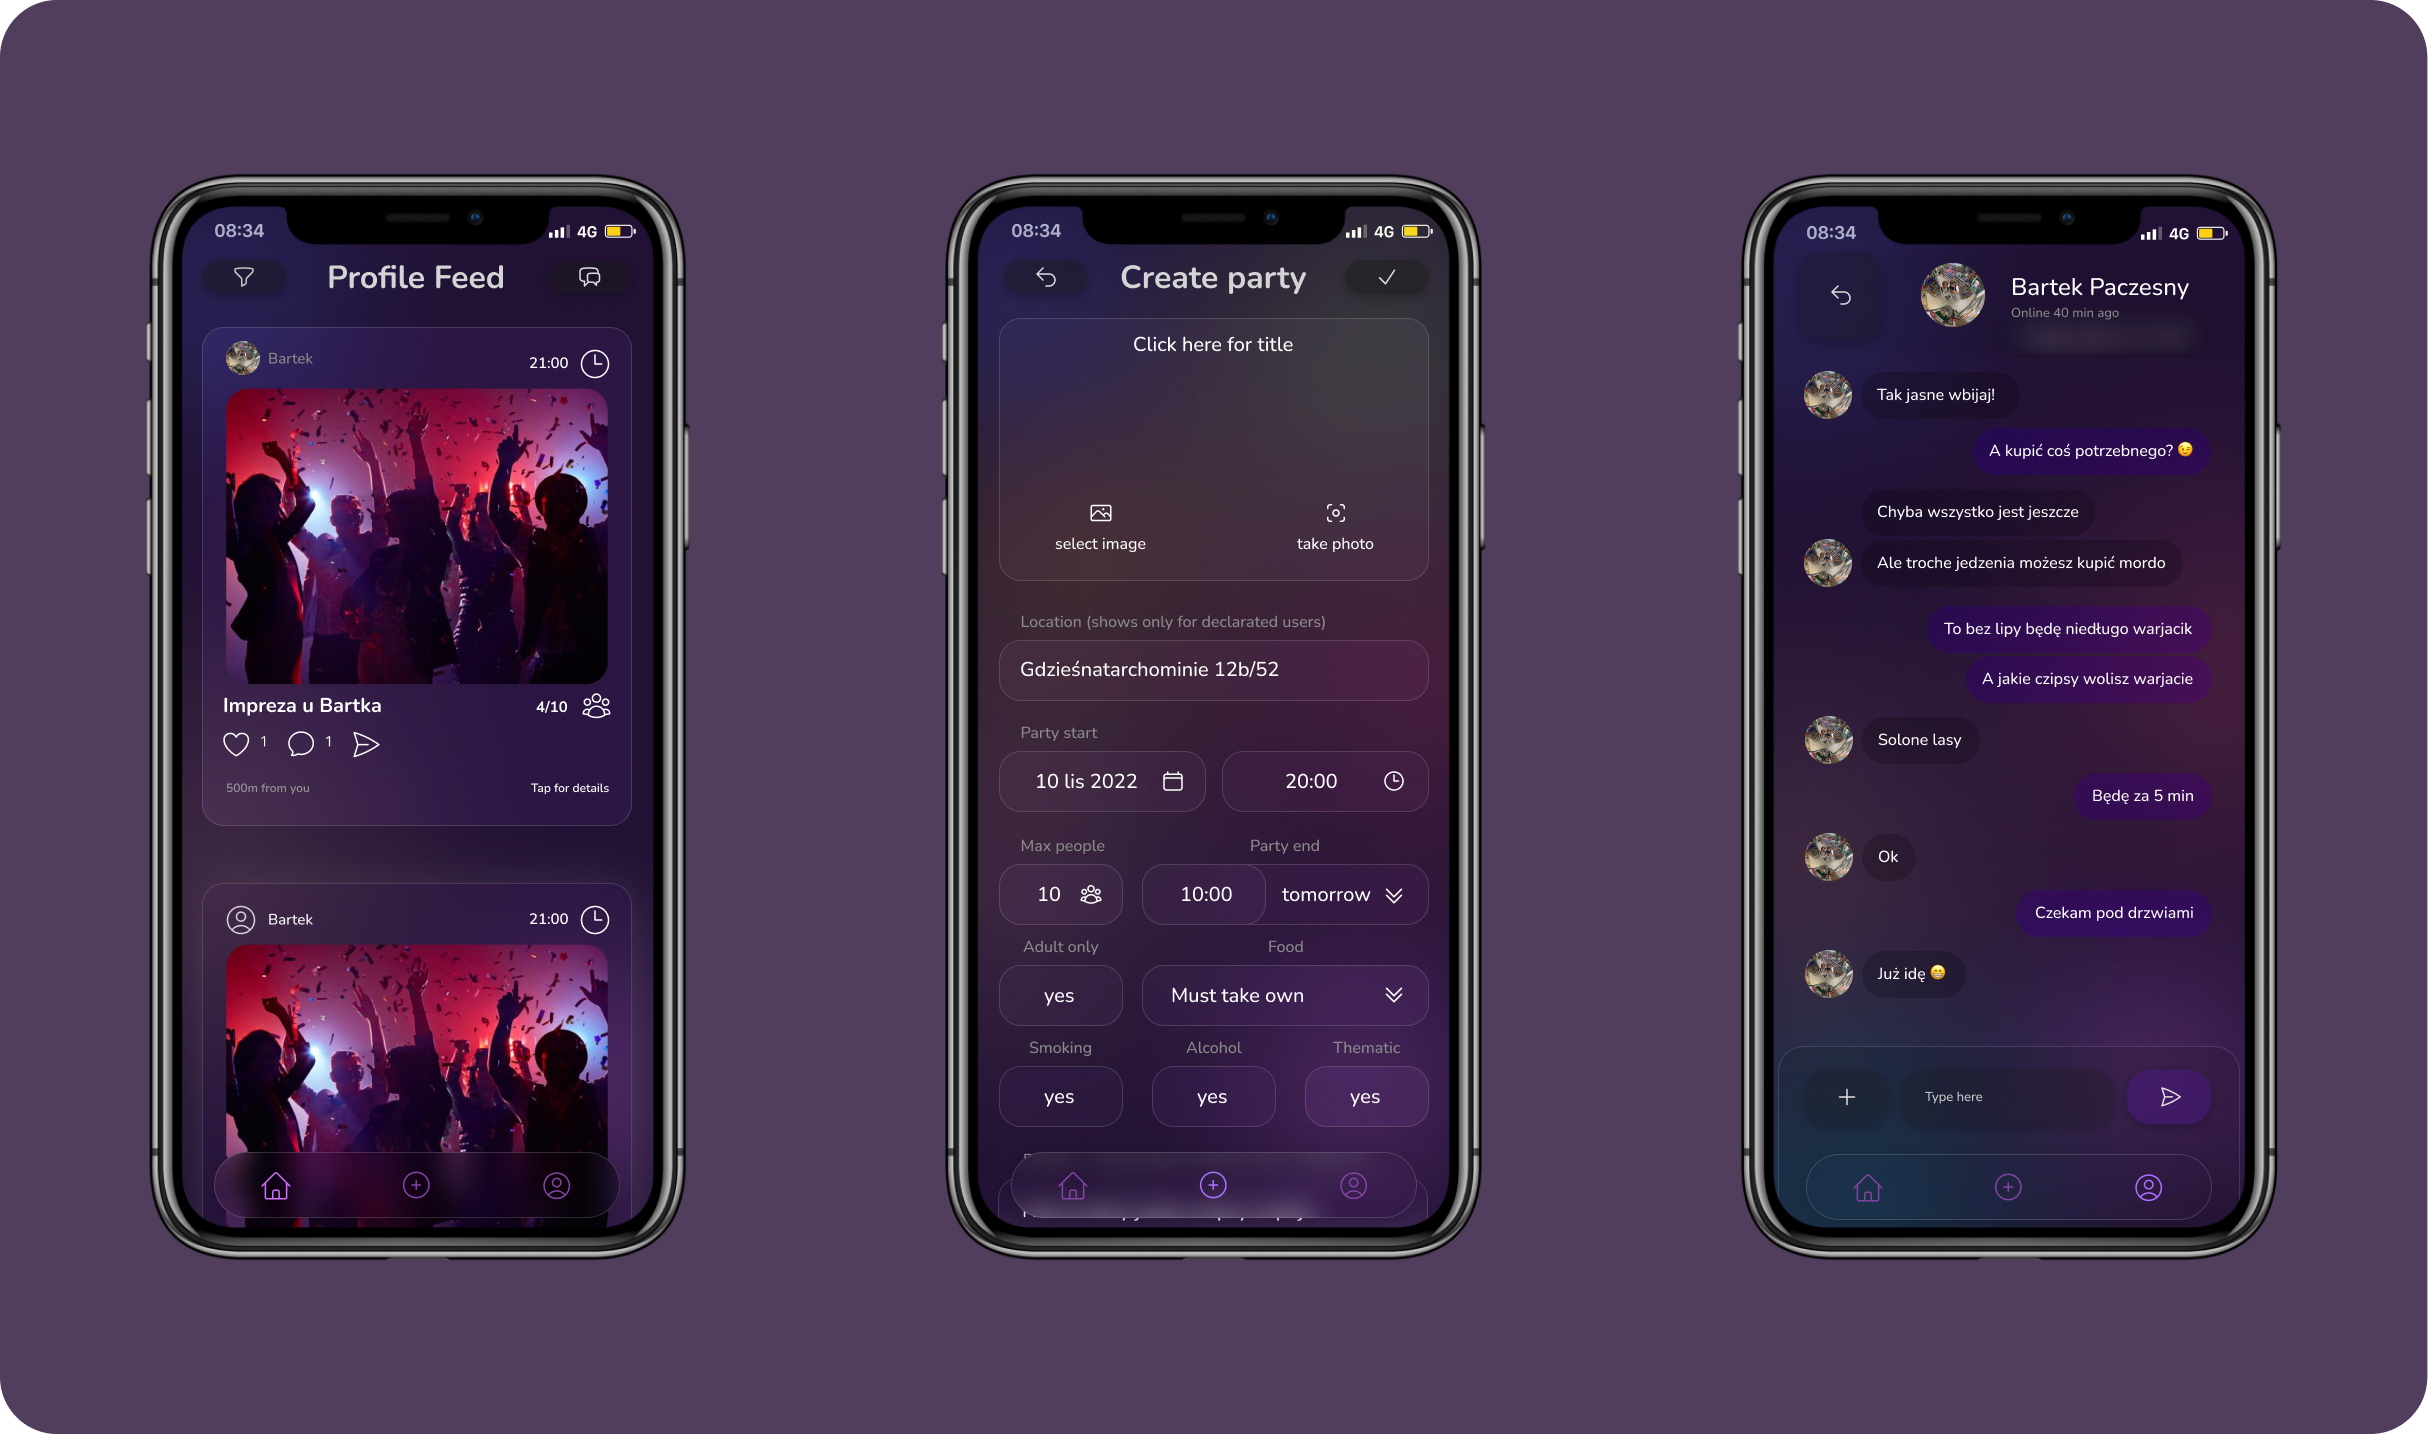 08:34
4G
Profile Feed
Bartek
21:00
Impreza u Bartka
4/10
1
1
500m from you
Tap for details
Bartek
21:00
08:34
4G
Create party
Click here for title
select image
take photo
Location (shows only for declarated users)
Gdzieśnatarchominie 12b/52
Party start
10 lis 2022
20:00
Max people
Party end
10
10:00
tomorrow
Adult only
Food
yes
Must take own
Smoking
Alcohol
Thematic
yes
yes
yes
08:34
4G
Bartek Paczesny
Online 40 min ago
Tak jasne wbijaj!
A kupić coś potrzebnego? 😉
Chyba wszystko jest jeszcze
Ale troche jedzenia możesz kupić mordo
To bez lipy będę niedługo warjacik
A jakie czipsy wolisz warjacie
Solone lasy
Będę za 5 min
Ok
Czekam pod drzwiami
Już idę 😁
Type here